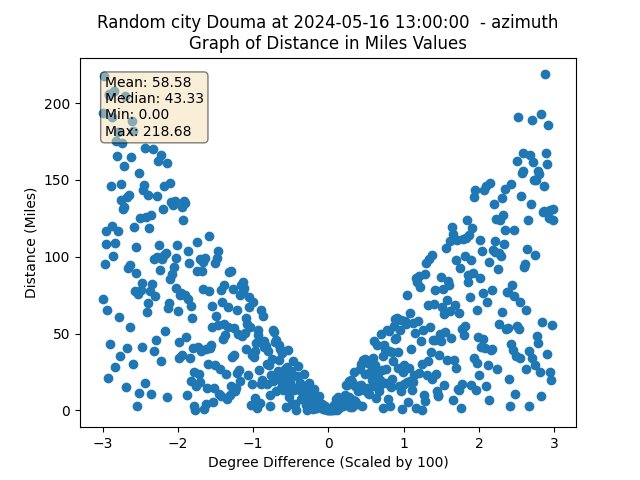 Random city Douma at 2024-05-16 13:00:00  - azimuth
Graph of Distance in Miles Values
Mean: 58.58
Median: 43.33
Min: 0.00
Max: 218.68
Distance (Miles)
200
150
100
50
0
−3 −2 −1 0 1 2 3
Degree Difference (Scaled by 100)